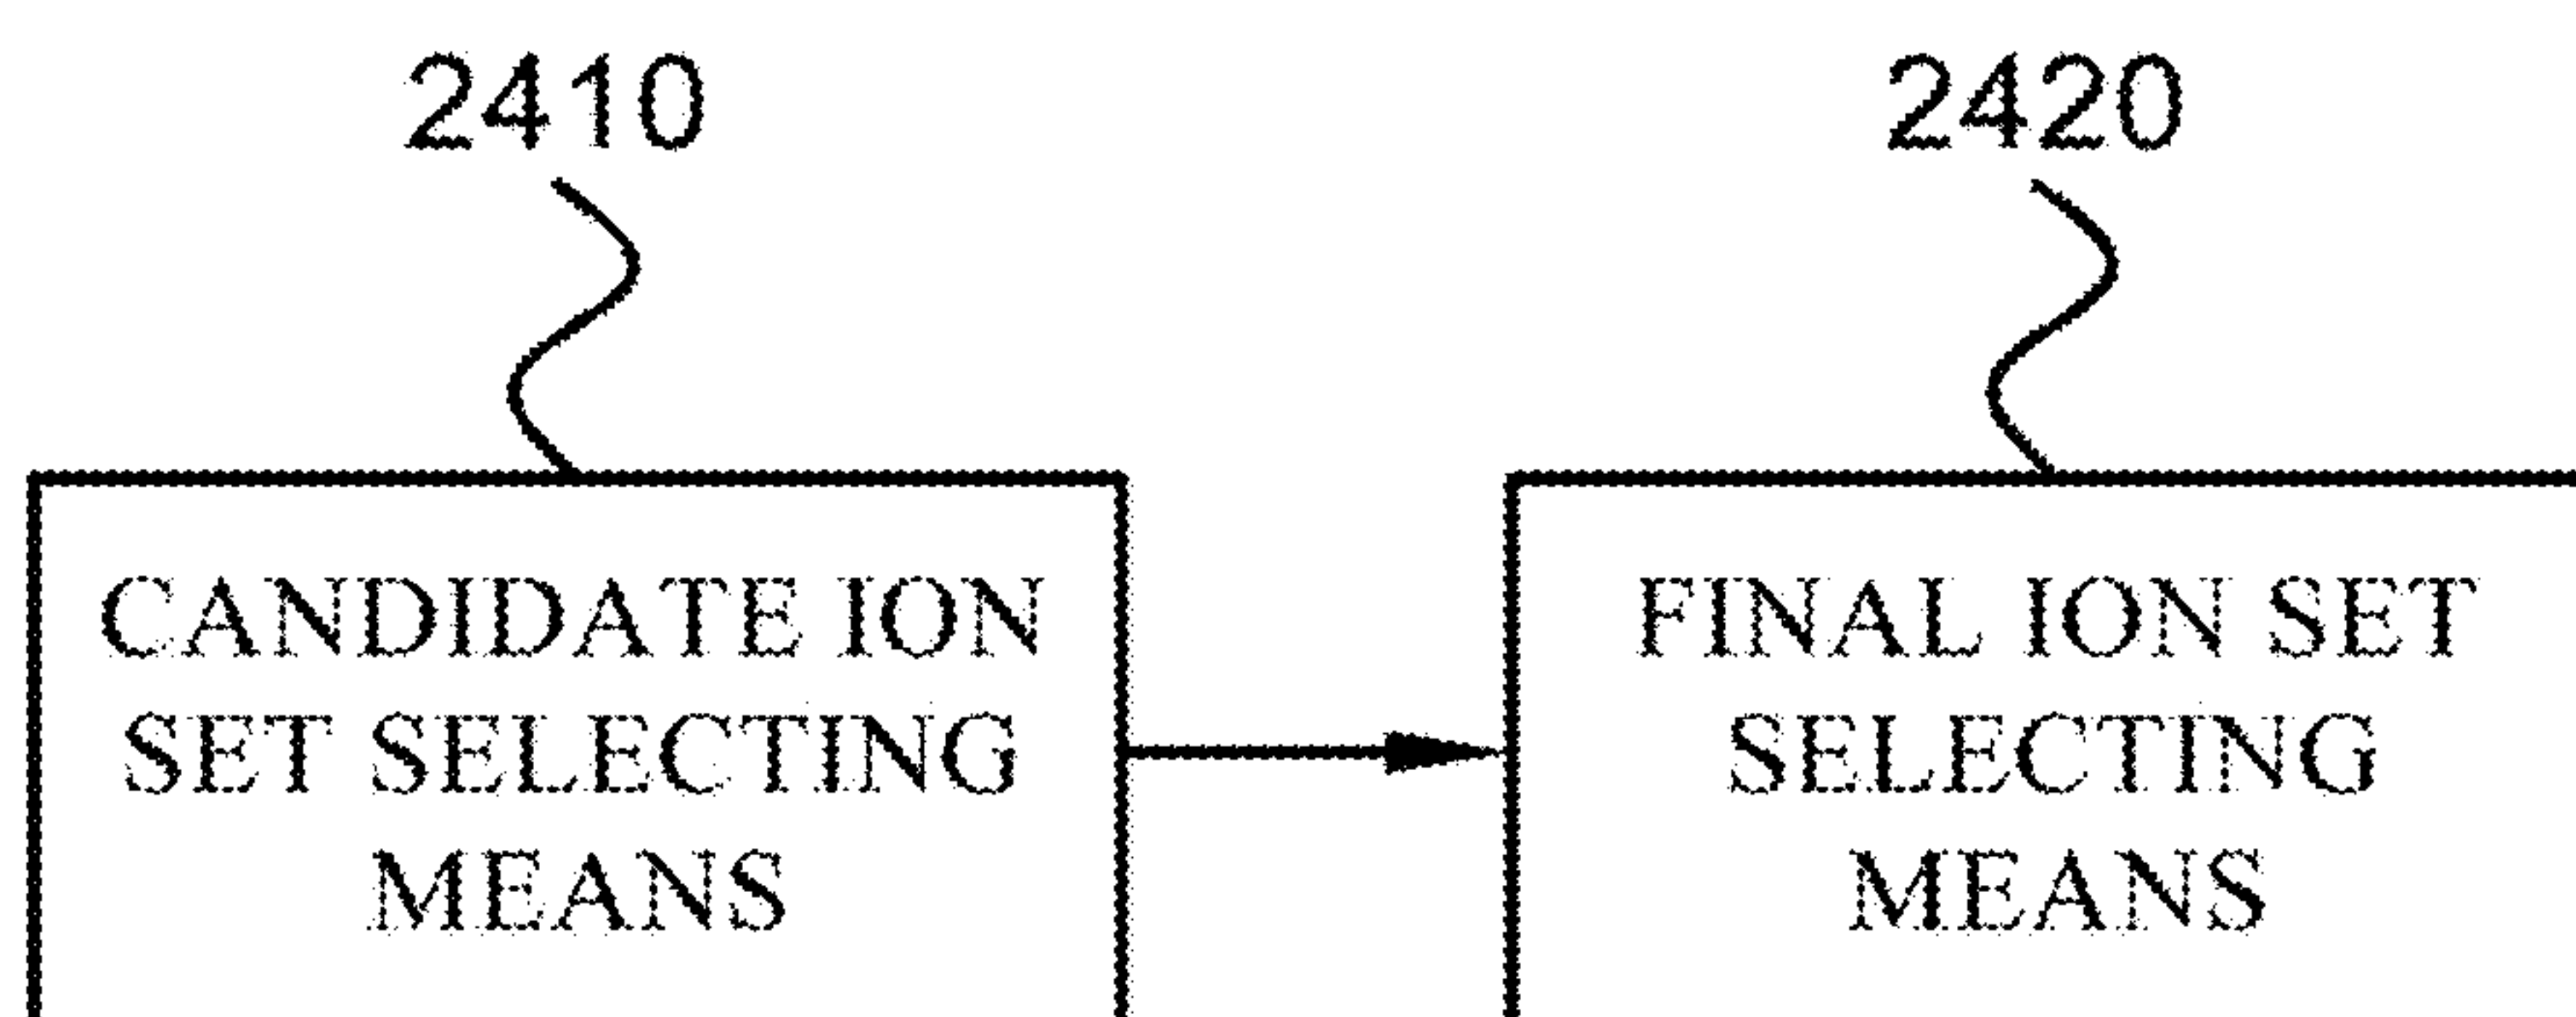 2410
2420
CANDIDATE ION
SET SELECTING
MEANS
FINAL ION SET
SELECTING
MEANS